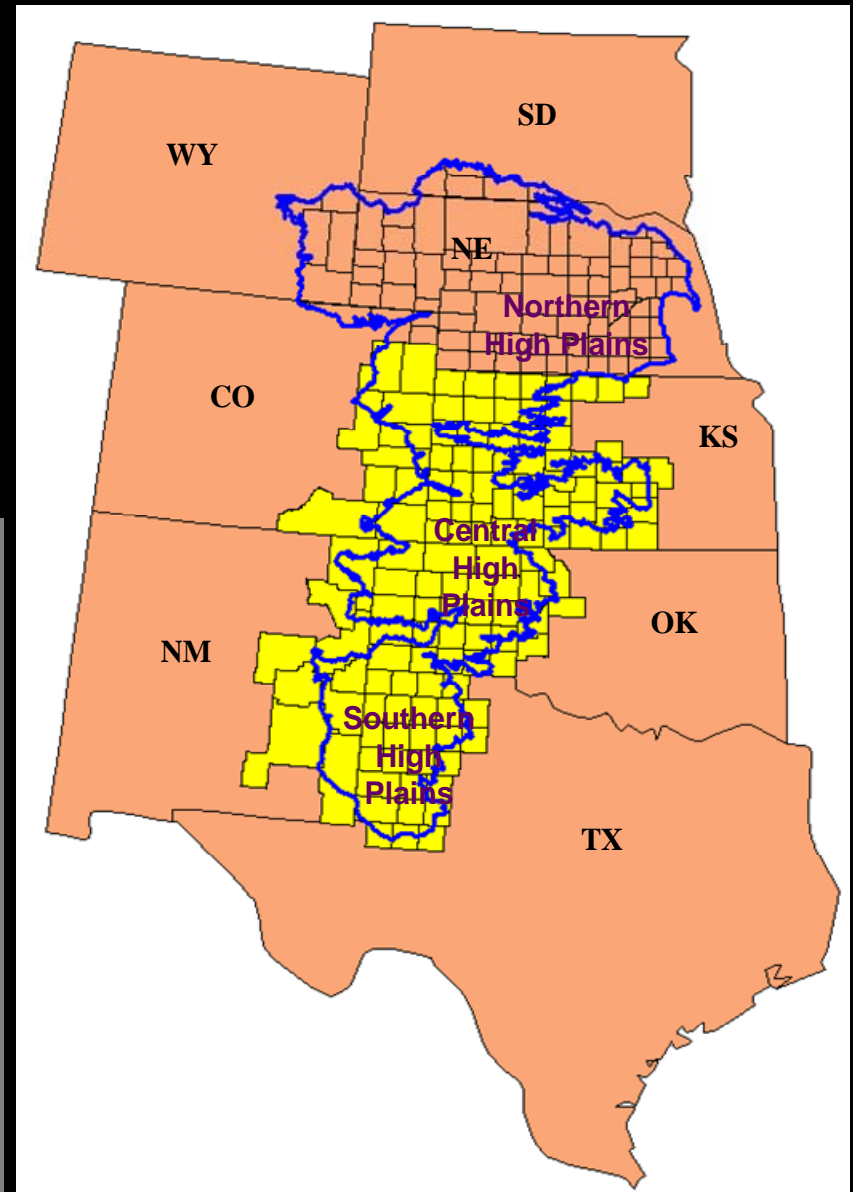 SD
WY
NE
Northern
High Plains
CO
KS
Central
High
Plains
OK
NM
Southern
High
Plains
TX